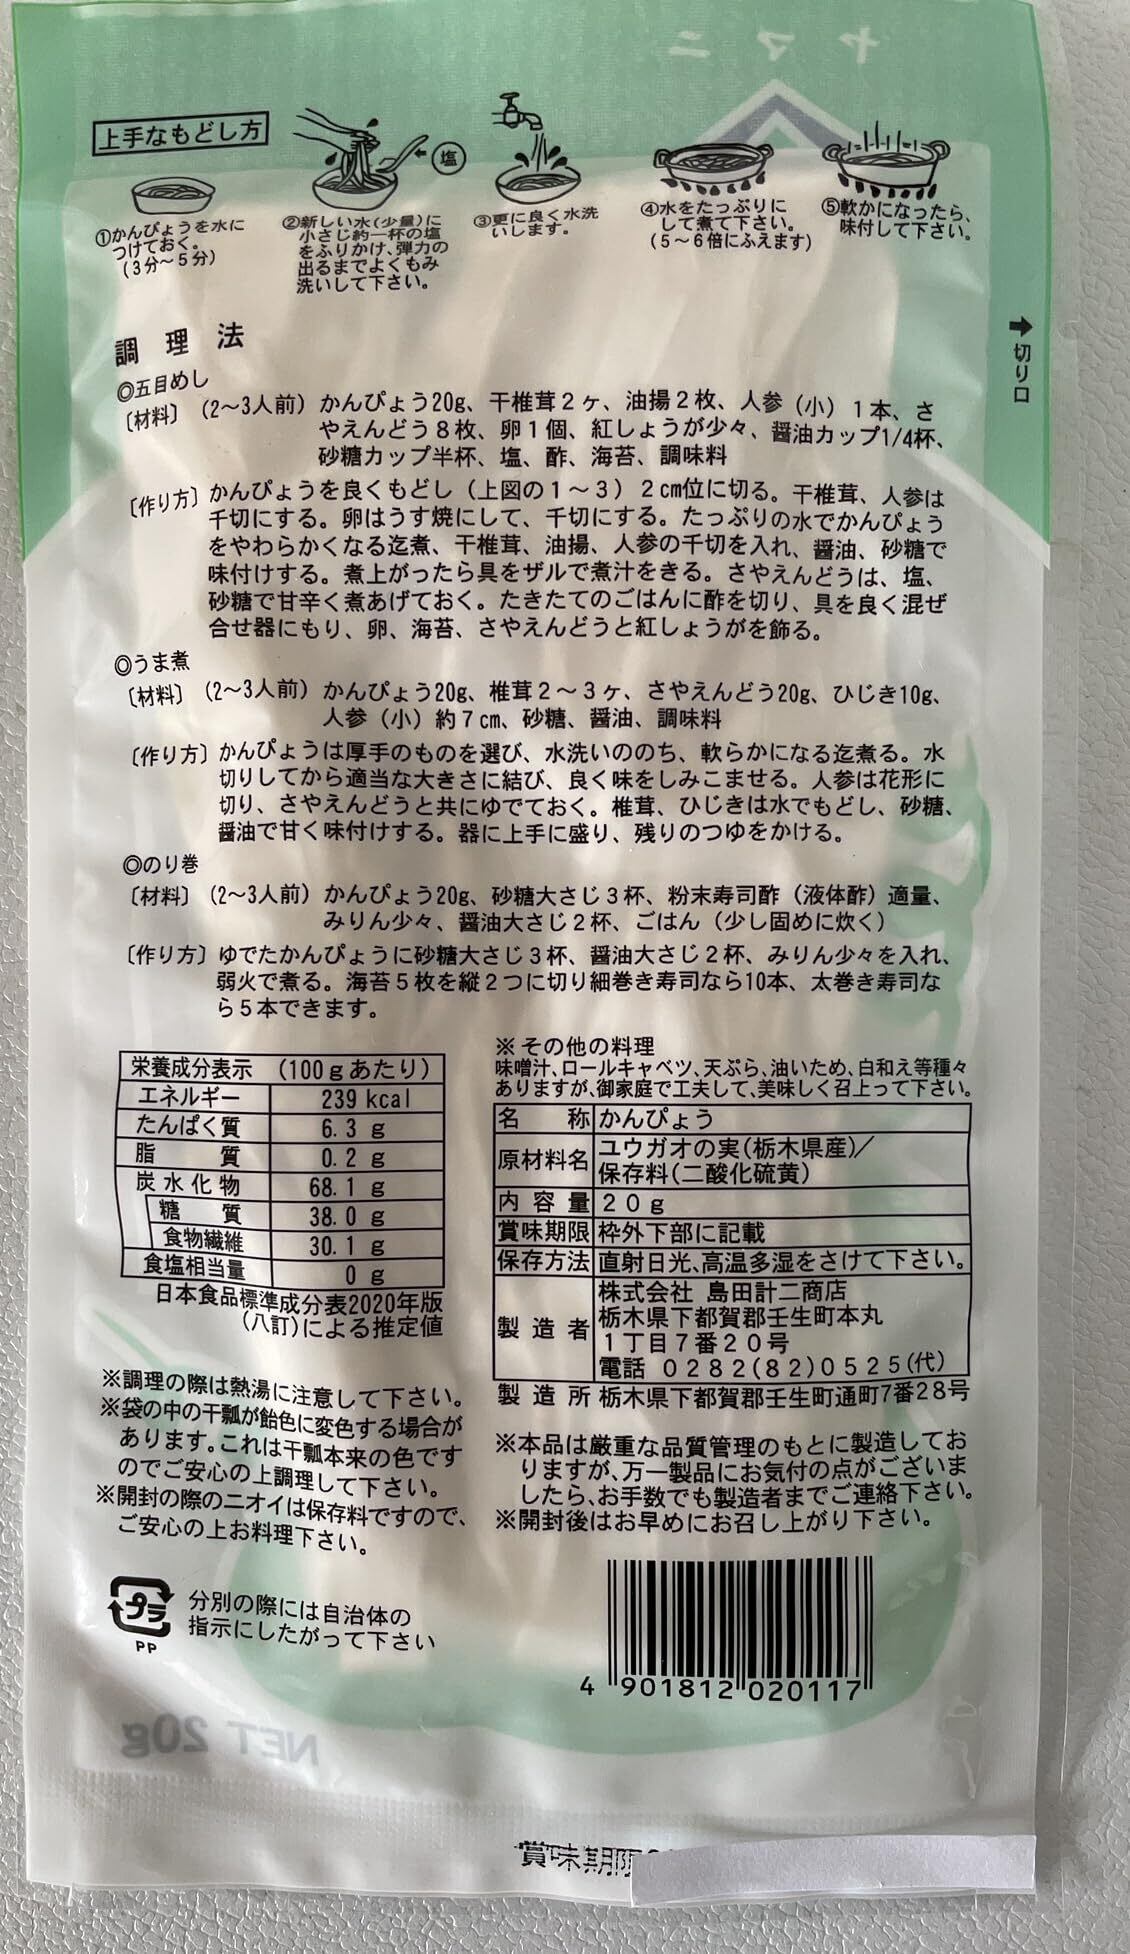 ヤマニ
上手なもどし方
塩
①かんぴょうを水に
つけておく。
(3分～5分)
②新しい水(少量)に
小さじ約一杯の塩
をふりかけ、弾力の
出るまでよくもみ
洗いして下さい。
③更に良く水洗
いします。
④水をたっぷりに
して煮て下さい。
(5～6倍にふえます)
⑤軟かになったら、
味付して下さい。
➡切り口
調理法
◎五目めし
〔材料〕(2～3人前) かんぴょう20g、干椎茸2ヶ、油揚2枚、人参(小)1本、さ
やえんどう8枚、卵1個、紅しょうが少々、醤油カップ1/4杯、
砂糖カップ半杯、塩、酢、海苔、調味料
〔作り方〕かんぴょうを良くもどし(上図の1～3)2cm位に切る。干椎茸、人参は
千切にする。卵はうす焼にして、千切にする。たっぷりの水でかんぴょう
をやわらかくなる迄煮、干椎茸、油揚、人参の千切を入れ、醤油、砂糖で
味付けする。煮上がったら具をザルで煮汁をきる。さやえんどうは、塩、
砂糖で甘辛く煮あげておく。たきたてのごはんに酢を切り、具を良く混ぜ
合せ器にもり、卵、海苔、さやえんどうと紅しょうがを飾る。
◎うま煮
〔材料〕(2～3人前) かんぴょう20g、椎茸2～3ヶ、さやえんどう20g、ひじき10g、
人参(小)約7cm、砂糖、醤油、調味料
〔作り方〕かんぴょうは厚手のものを選び、水洗いののち、軟らかになる迄煮る。水
切りしてから適当な大きさに結び、良く味をしみこませる。人参は花形に
切り、さやえんどうと共にゆでておく。椎茸、ひじきは水でもどし、砂糖、
醤油で甘く味付けする。器に上手に盛り、残りのつゆをかける。
◎のり巻
〔材料〕(2～3人前) かんぴょう20g、砂糖大さじ3杯、粉末寿司酢(液体酢)適量、
みりん少々、醤油大さじ2杯、ごはん(少し固めに炊く)
〔作り方〕ゆでたかんぴょうに砂糖大さじ3杯、醤油大さじ2杯、みりん少々を入れ、
弱火で煮る。海苔5枚を縦2つに切り細巻き寿司なら10本、太巻き寿司な
ら5本できます。
栄養成分表示 (100gあたり)
エネルギー 239 kcal
たんぱく質 6.3 g
脂質 0.2 g
炭水化物 68.1 g
糖質 38.0 g
食物繊維 30.1 g
食塩相当量 0 g
日本食品標準成分表2020年版
(八訂)による推定値
※調理の際は熱湯に注意して下さい。
※袋の中の干瓢が飴色に変色する場合が
あります。これは干瓢本来の色です
のでご安心の上調理して下さい。
※開封の際のニオイは保存料ですので、
ご安心の上お料理下さい。
プラ
PP
分別の際には自治体の
指示にしたがって下さい
※その他の料理
味噌汁、ロールキャベツ、天ぷら、油いため、白和え等種々
ありますが、御家庭で工夫して、美味しく召上って下さい。
名称 かんぴょう
原材料名 ユウガオの実(栃木県産)/
保存料(二酸化硫黄)
内容量 20g
賞味期限 枠外下部に記載
保存方法 直射日光、高温多湿をさけて下さい。
製造者 株式会社 島田計二商店
栃木県下都賀郡壬生町本丸
1丁目7番20号
電話 0282(82)0525(代)
製造所 栃木県下都賀郡壬生町通町7番28号
※本品は厳重な品質管理のもとに製造してお
りますが、万一製品にお気付の点がございま
したら、お手数でも製造者までご連絡下さい。
※開封後はお早めにお召し上がり下さい。
4 901812 020117
NET 20g
賞味期限